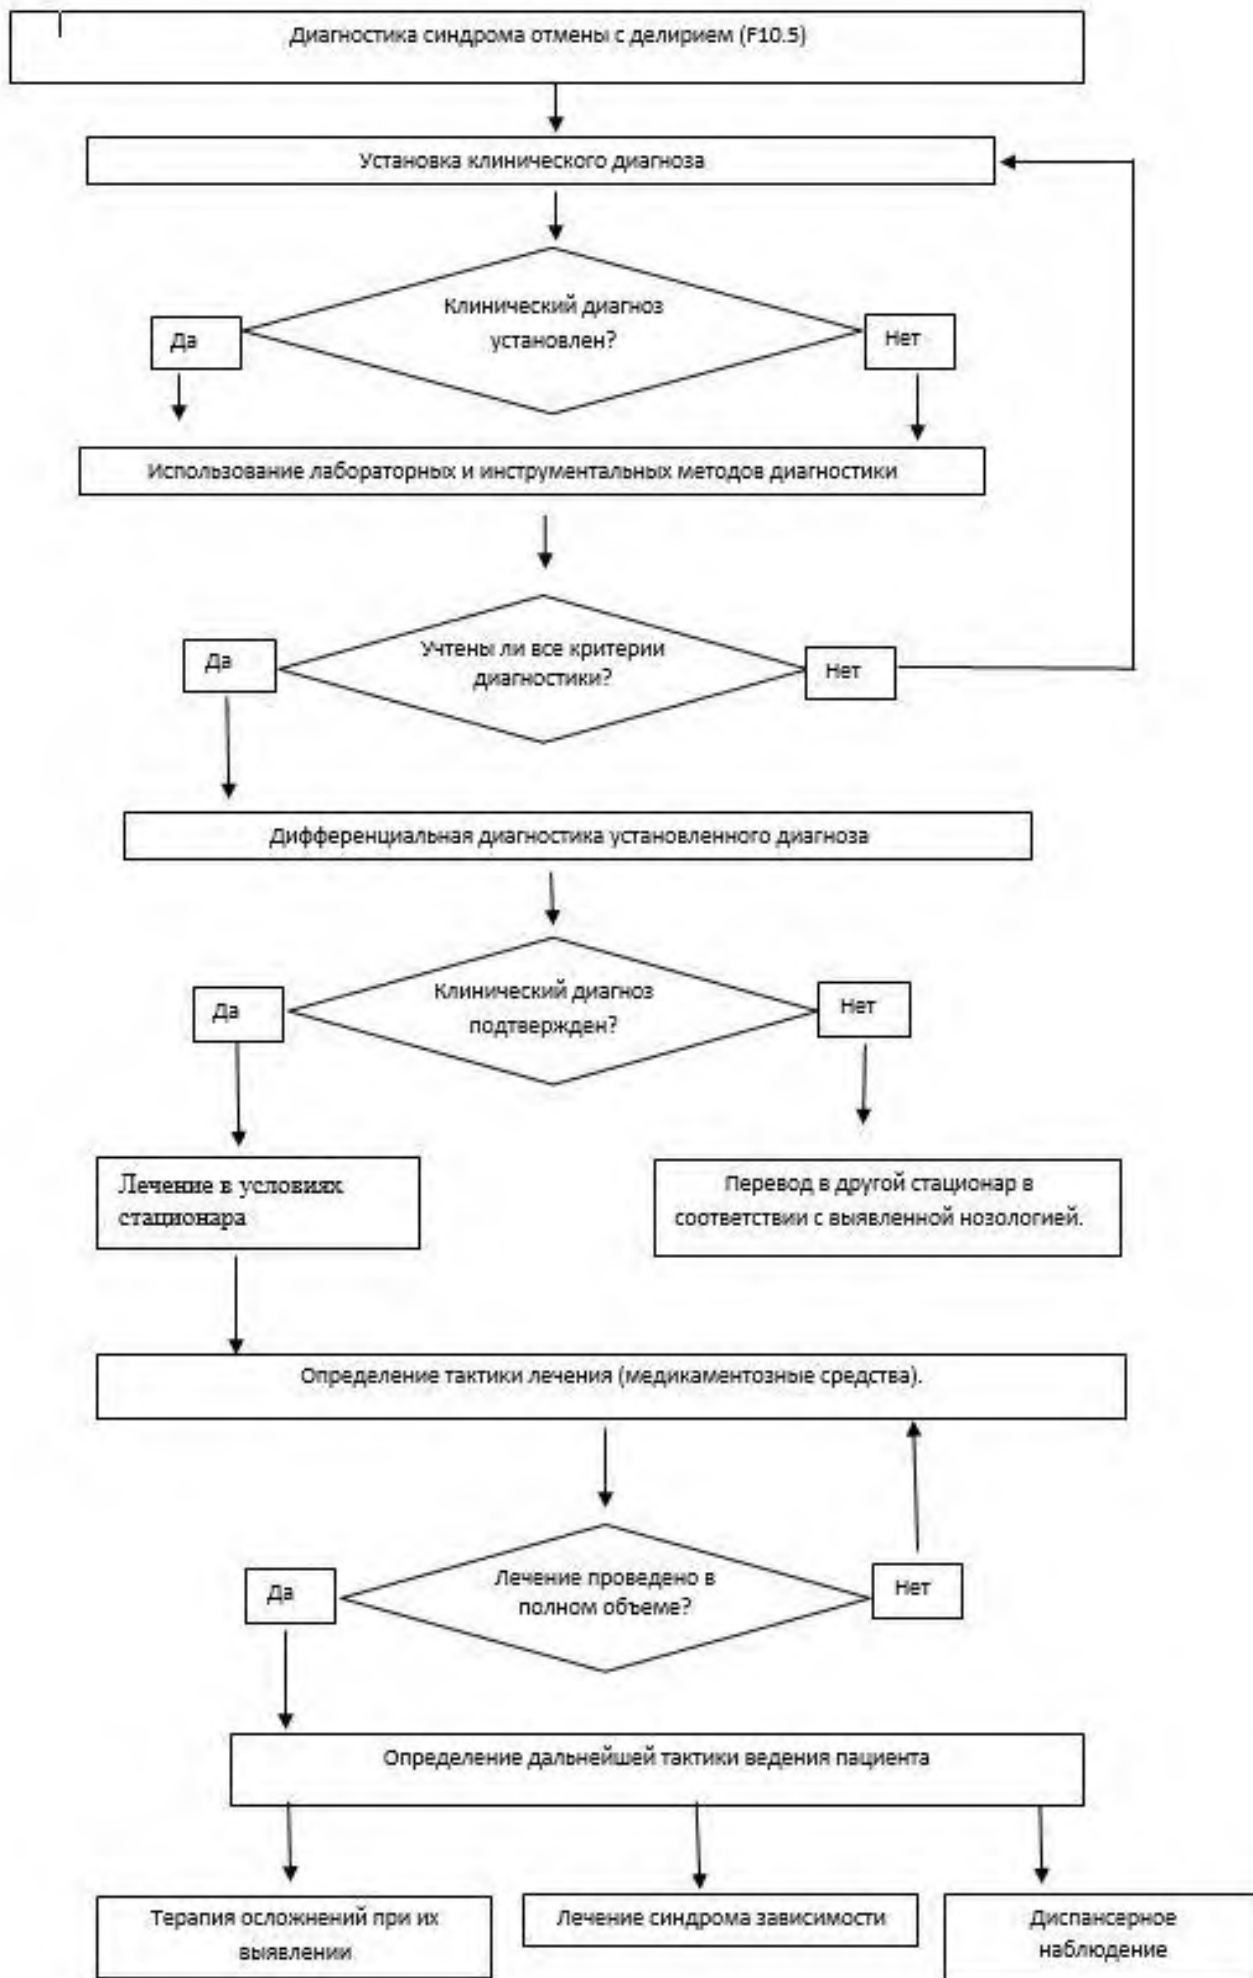 Диагностика синдрома отмены с делирием (F10.5)
Установка клинического диагноза
Клинический диагноз
установлен?
Да
Нет
Использование лабораторных и инструментальных методов диагностики
Учтены ли все критерии
диагностики?
Да
Нет
Дифференциальная диагностика установленного диагноза
Клинический диагноз
подтвержден?
Да
Нет
Лечение в условиях
стационара
Перевод в другой стационар в
соответствии с выявленной нозологией.
Определение тактики лечения (медикаментозные средства).
Лечение проведено в
полном объеме?
Да
Нет
Определение дальнейшей тактики ведения пациента
Терапия осложнений при их
выявлении
Лечение синдрома зависимости
Диспансерное
наблюдение